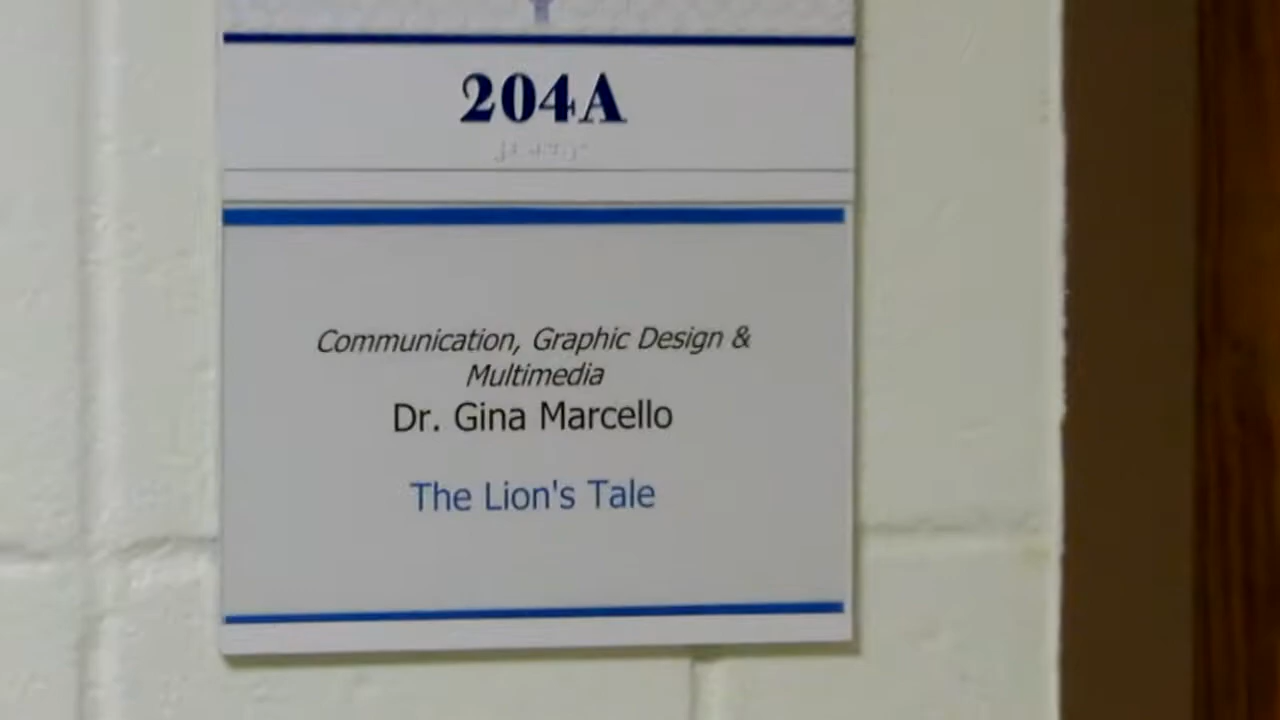 204A
Communication, Graphic Design &
Multimedia
Dr. Gina Marcello
The Lion's Tale